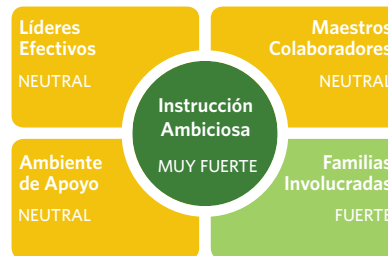 Líderes
Efectivos
NEUTRAL
Maestros
Colaboradores
NEUTRAL
Instrucción
Ambiciosa
MUY FUERTE
Ambiente
de Apoyo
NEUTRAL
Familias
Involucradas
FUERTE